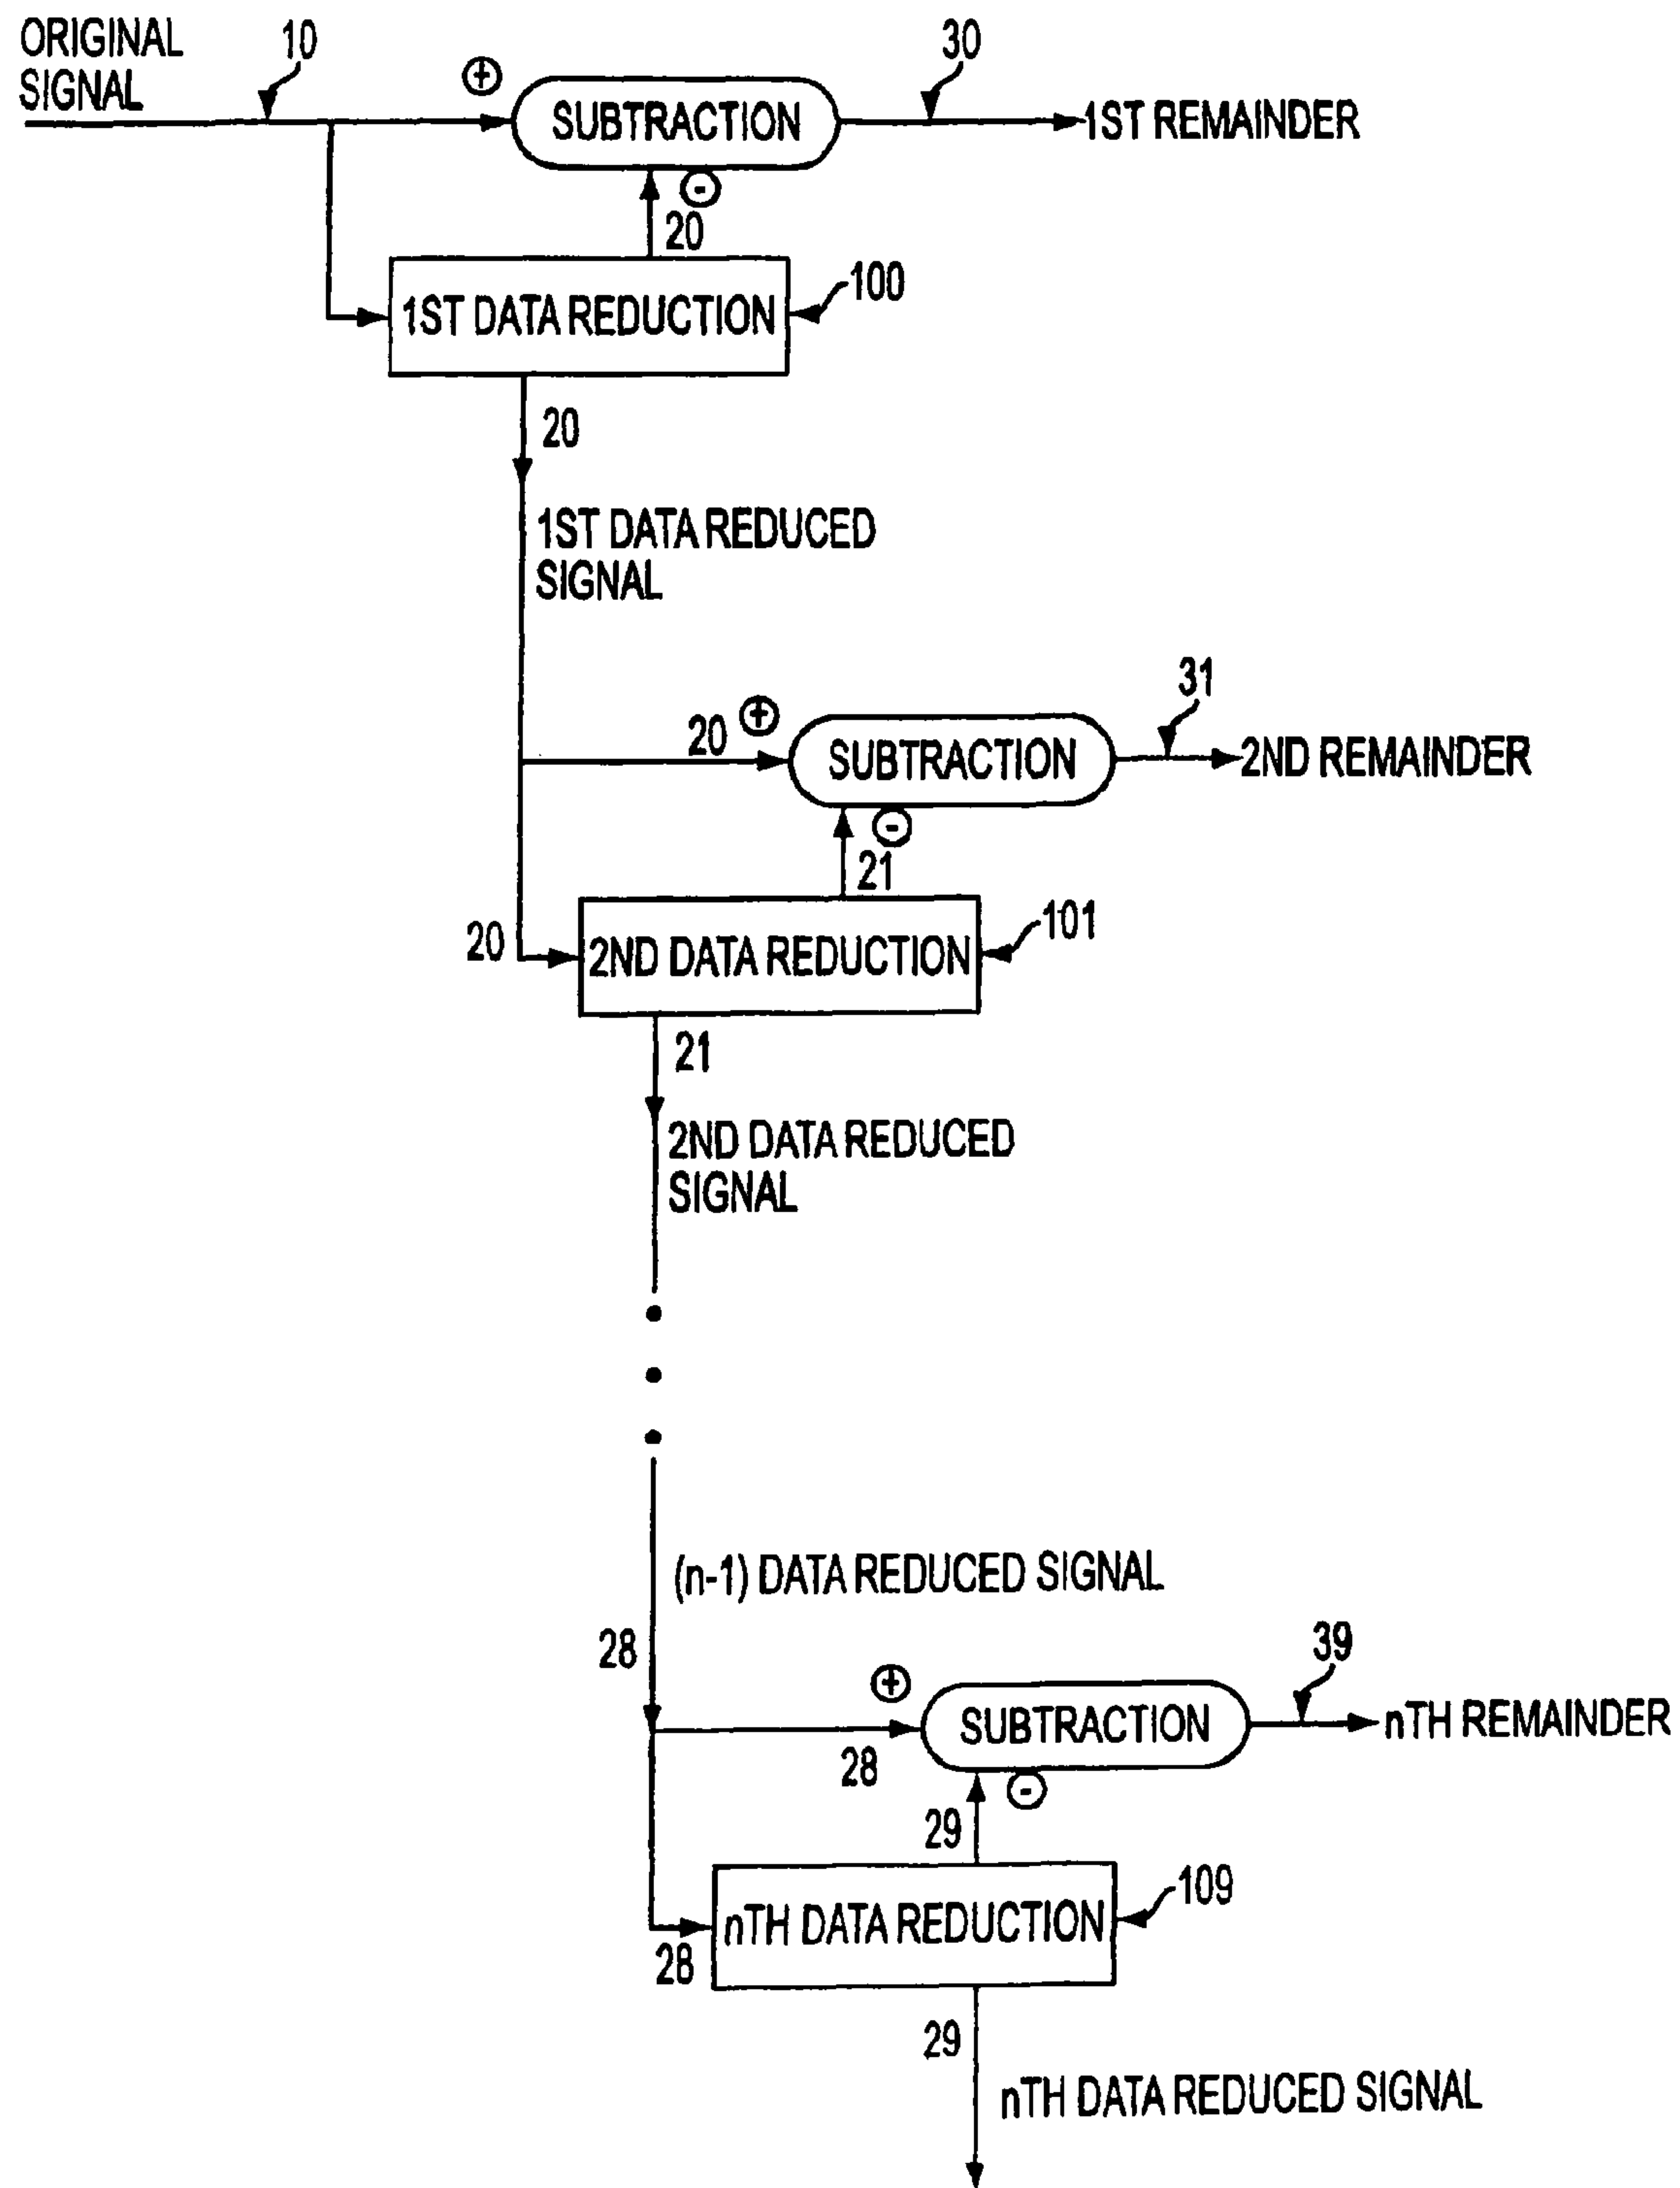 ORIGINAL
SIGNAL
10
+
SUBTRACTION
30
1ST REMAINDER
-
20
1ST DATA REDUCTION
100
20
1ST DATA REDUCED
SIGNAL
20
+
SUBTRACTION
31
2ND REMAINDER
-
21
20
2ND DATA REDUCTION
101
21
2ND DATA REDUCED
SIGNAL
(n-1) DATA REDUCED SIGNAL
28
+
28
SUBTRACTION
39
nTH REMAINDER
-
29
28
nTH DATA REDUCTION
109
29
nTH DATA REDUCED SIGNAL